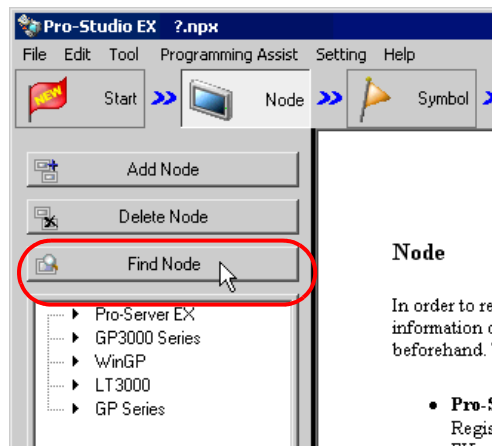 Pro-Studio EX ?.npx
File Edit Tool Programming Assist Setting Help
NEW Start Node Symbol
Add Node
Delete Node
Find Node
Pro-Server EX
GP3000 Series
WinGP
LT3000
GP Series
Node
In order to re
information
beforehand.
• Pro-S
Regis